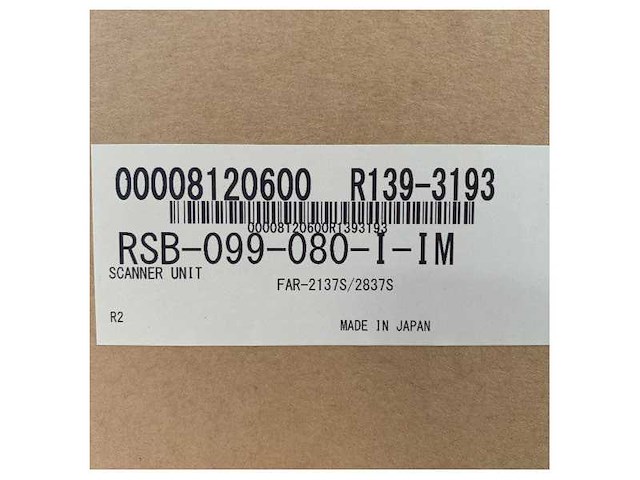 00008120600 R139-3193
00008120600R1393193
RSB-099-080-I-IM
SCANNER UNIT
FAR-2137S/2837S
R2
MADE IN JAPAN